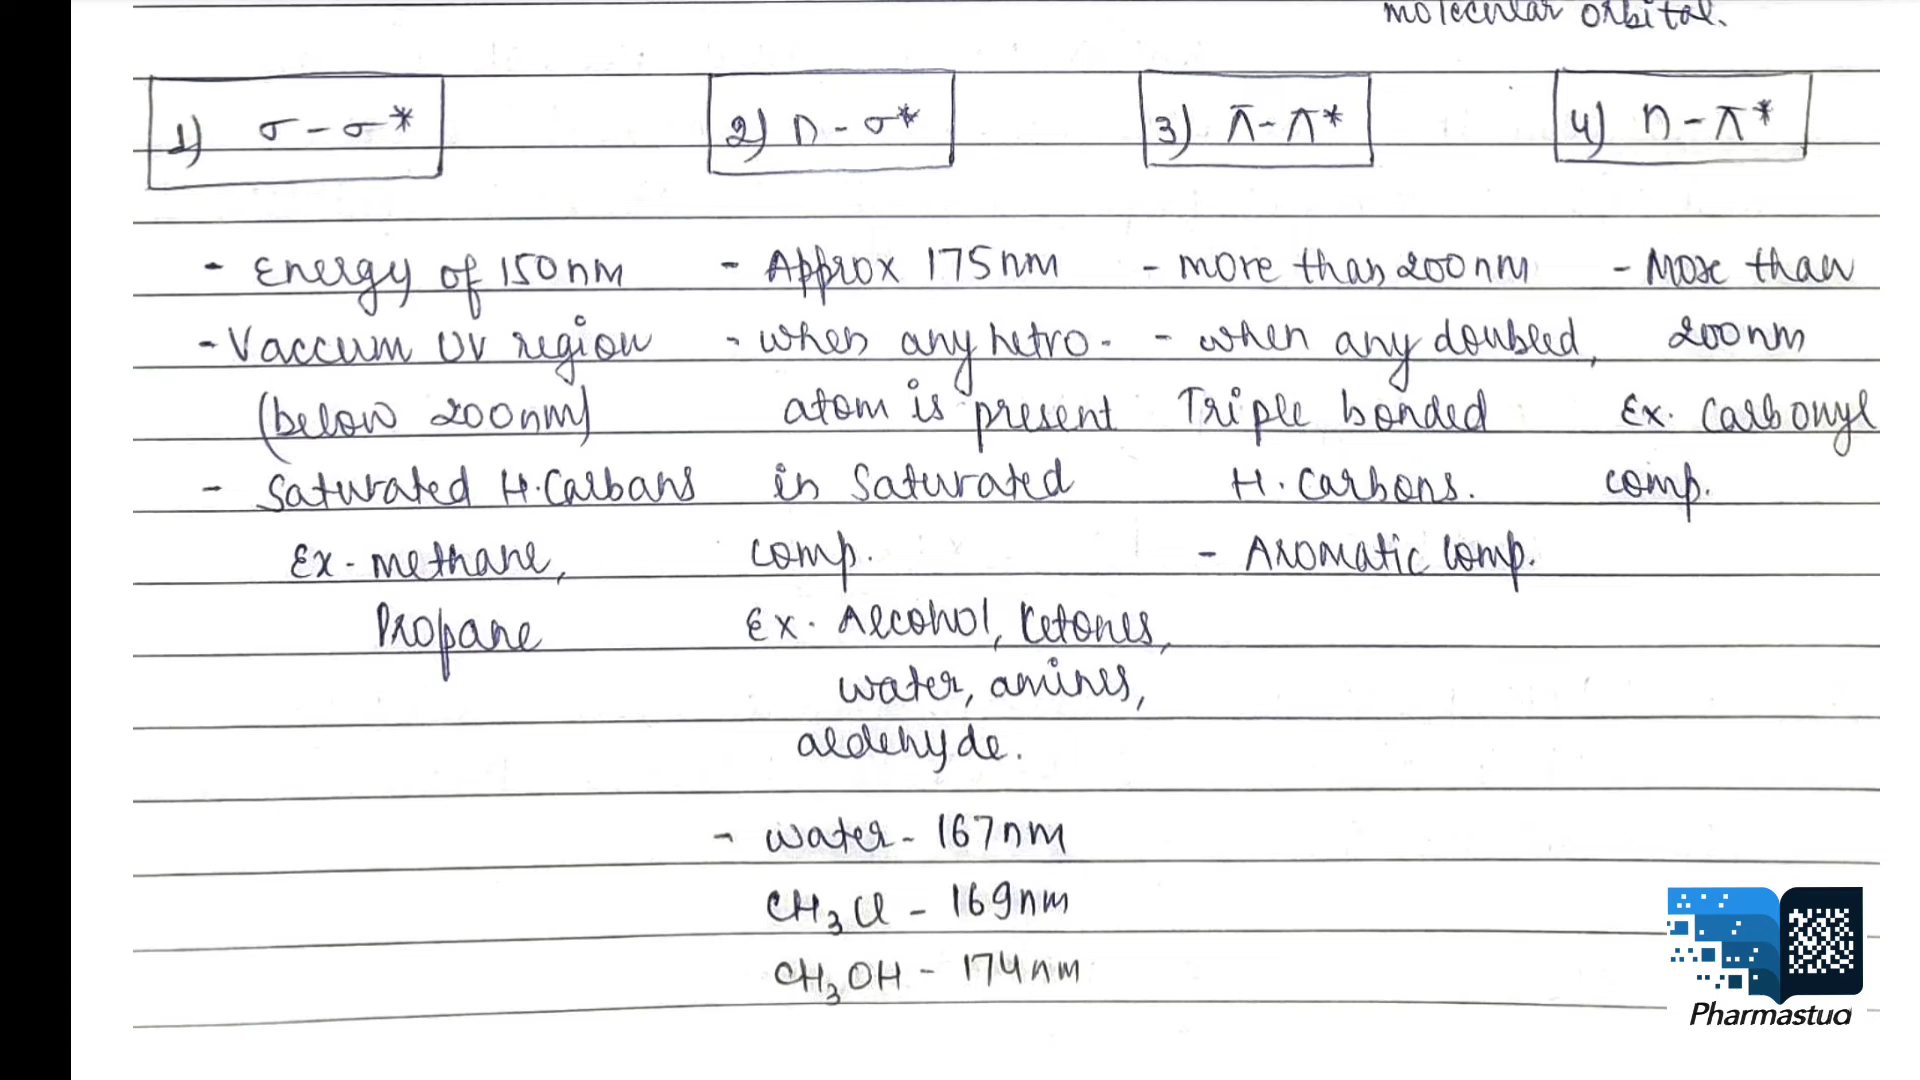 molecular orbital.
1) σ - σ*
2) n - σ*
3) π - π*
4) n - π*
- Energy of 150nm
- Vaccum UV region
(below 200nm)
- Saturated H.Carbans
Ex - methane,
Propane
- Approx 175nm
- when any hetro-
atom is present
in Saturated
comp.
Ex. Alcohol, Ketones,
water, amines,
aldehyde.
- water - 167nm
CH₃Cl - 169nm
CH₃OH - 174nm
- more than 200nm
- when any doubled,
Triple bonded
H. carbons.
- Aromatic comp.
- More than
200nm
Ex. Carbonyl
comp.
Pharmastud